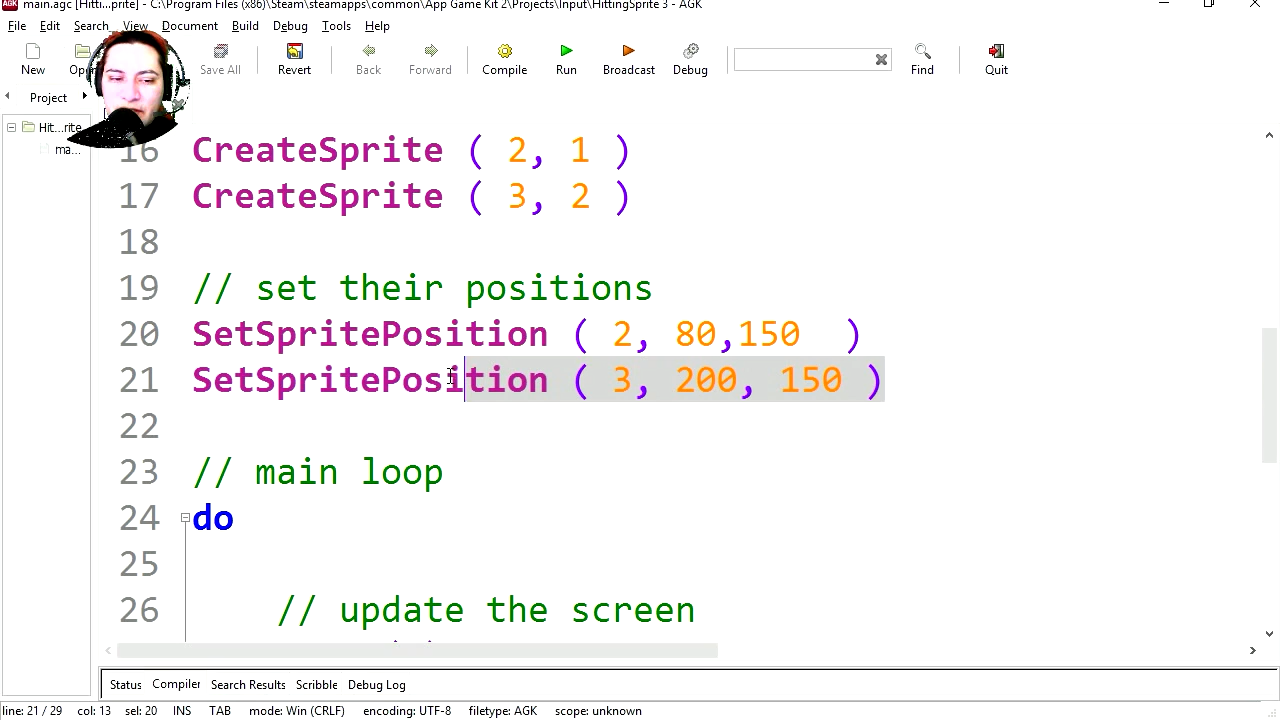 main.agc [Hitti...prite] - C:\Program Files (x86)\Steam\steamapps\common\App Game Kit 2\Projects\Input\HittingSprite 3 - AGK
File Edit Search View Document Build Debug Tools Help
New Open Save All Revert Back Forward Compile Run Broadcast Debug Find Quit
Project
Hit...rite
ma...
16 CreateSprite ( 2, 1 )
17 CreateSprite ( 3, 2 )
18
19 // set their positions
20 SetSpritePosition ( 2, 80,150 )
21 SetSpritePosition ( 3, 200, 150 )
22
23 // main loop
24 do
25
26 // update the screen
Status Compiler Search Results Scribble Debug Log
line: 21 / 29 col: 13 sel: 20 INS TAB mode: Win (CRLF) encoding: UTF-8 filetype: AGK scope: unknown